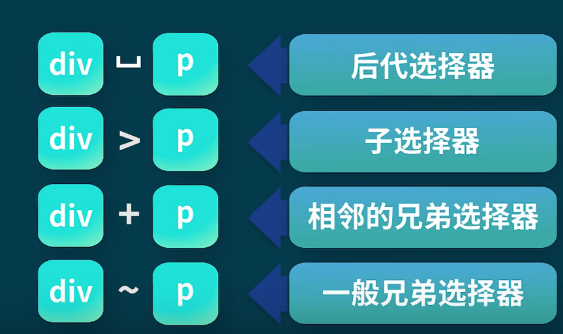 div ␣ p 后代选择器
div > p 子选择器
div + p 相邻的兄弟选择器
div ~ p 一般兄弟选择器